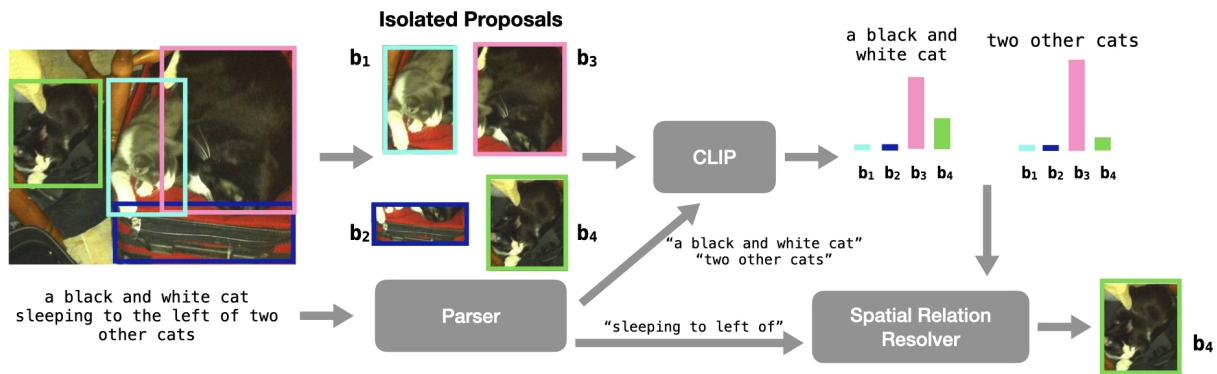 Isolated Proposals
b1
b3
b2
b4
a black and
white cat
two other cats
b1 b2 b3 b4
b1 b2 b3 b4
CLIP
“a black and white cat”
“two other cats”
a black and white cat
sleeping to the left of two
other cats
Parser
“sleeping to left of”
Spatial Relation
Resolver
b4